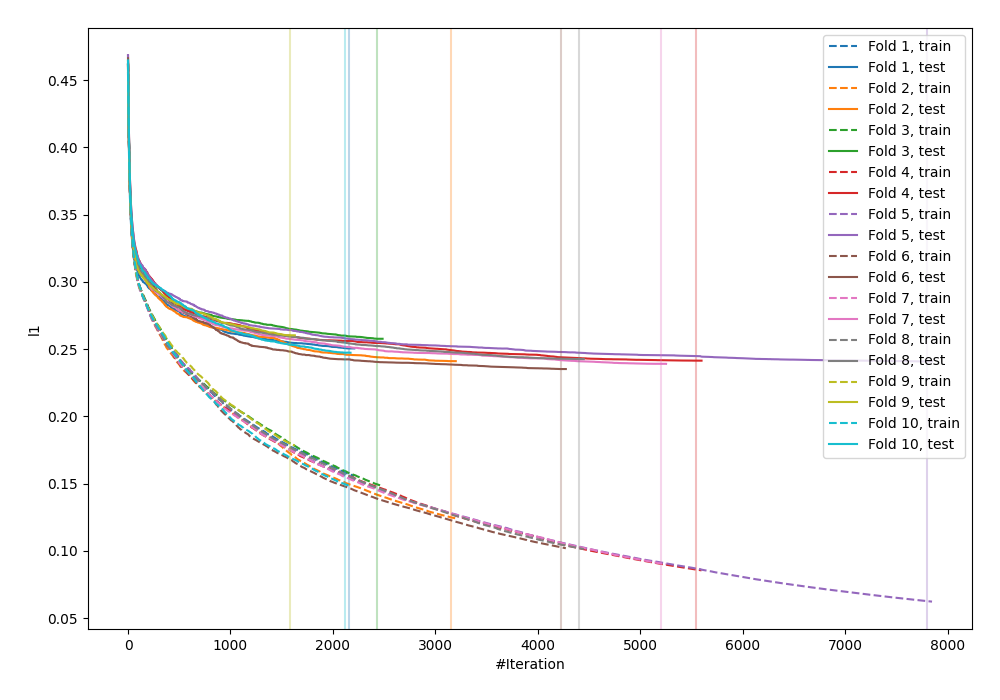 0.45
0.40
0.35
0.30
0.25
0.20
0.15
0.10
0.05
l1
0 1000 2000 3000 4000 5000 6000 7000 8000
#Iteration
Fold 1, train
Fold 1, test
Fold 2, train
Fold 2, test
Fold 3, train
Fold 3, test
Fold 4, train
Fold 4, test
Fold 5, train
Fold 5, test
Fold 6, train
Fold 6, test
Fold 7, train
Fold 7, test
Fold 8, train
Fold 8, test
Fold 9, train
Fold 9, test
Fold 10, train
Fold 10, test